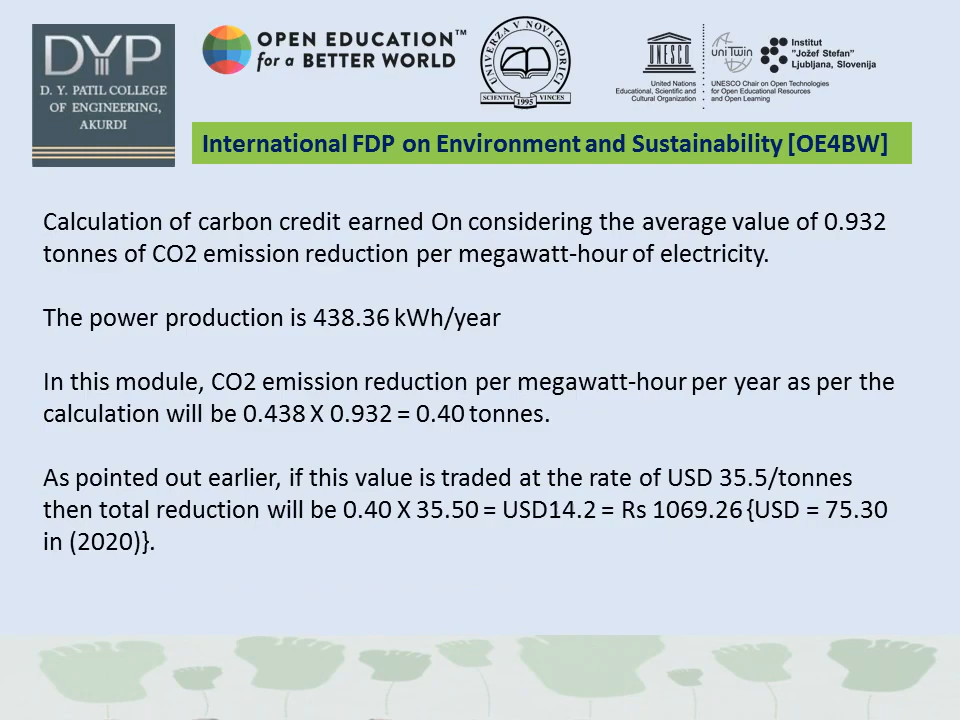 DYP
D. Y. PATIL COLLEGE
OF ENGINEERING,
AKURDI
OPEN EDUCATION™
for a BETTER WORLD
UNIVERZA V NOVI GORICI
SCIENTIA VINCES
1995
UNESCO
United Nations
Educational, Scientific and
Cultural Organization
uniTwin
Institut
"Jožef Stefan"
Ljubljana, Slovenija
UNESCO Chair on Open Technologies
for Open Educational Resources
and Open Learning
International FDP on Environment and Sustainability [OE4BW]
Calculation of carbon credit earned On considering the average value of 0.932
tonnes of CO2 emission reduction per megawatt-hour of electricity.
The power production is 438.36 kWh/year
In this module, CO2 emission reduction per megawatt-hour per year as per the
calculation will be 0.438 X 0.932 = 0.40 tonnes.
As pointed out earlier, if this value is traded at the rate of USD 35.5/tonnes
then total reduction will be 0.40 X 35.50 = USD14.2 = Rs 1069.26 {USD = 75.30
in (2020)}.